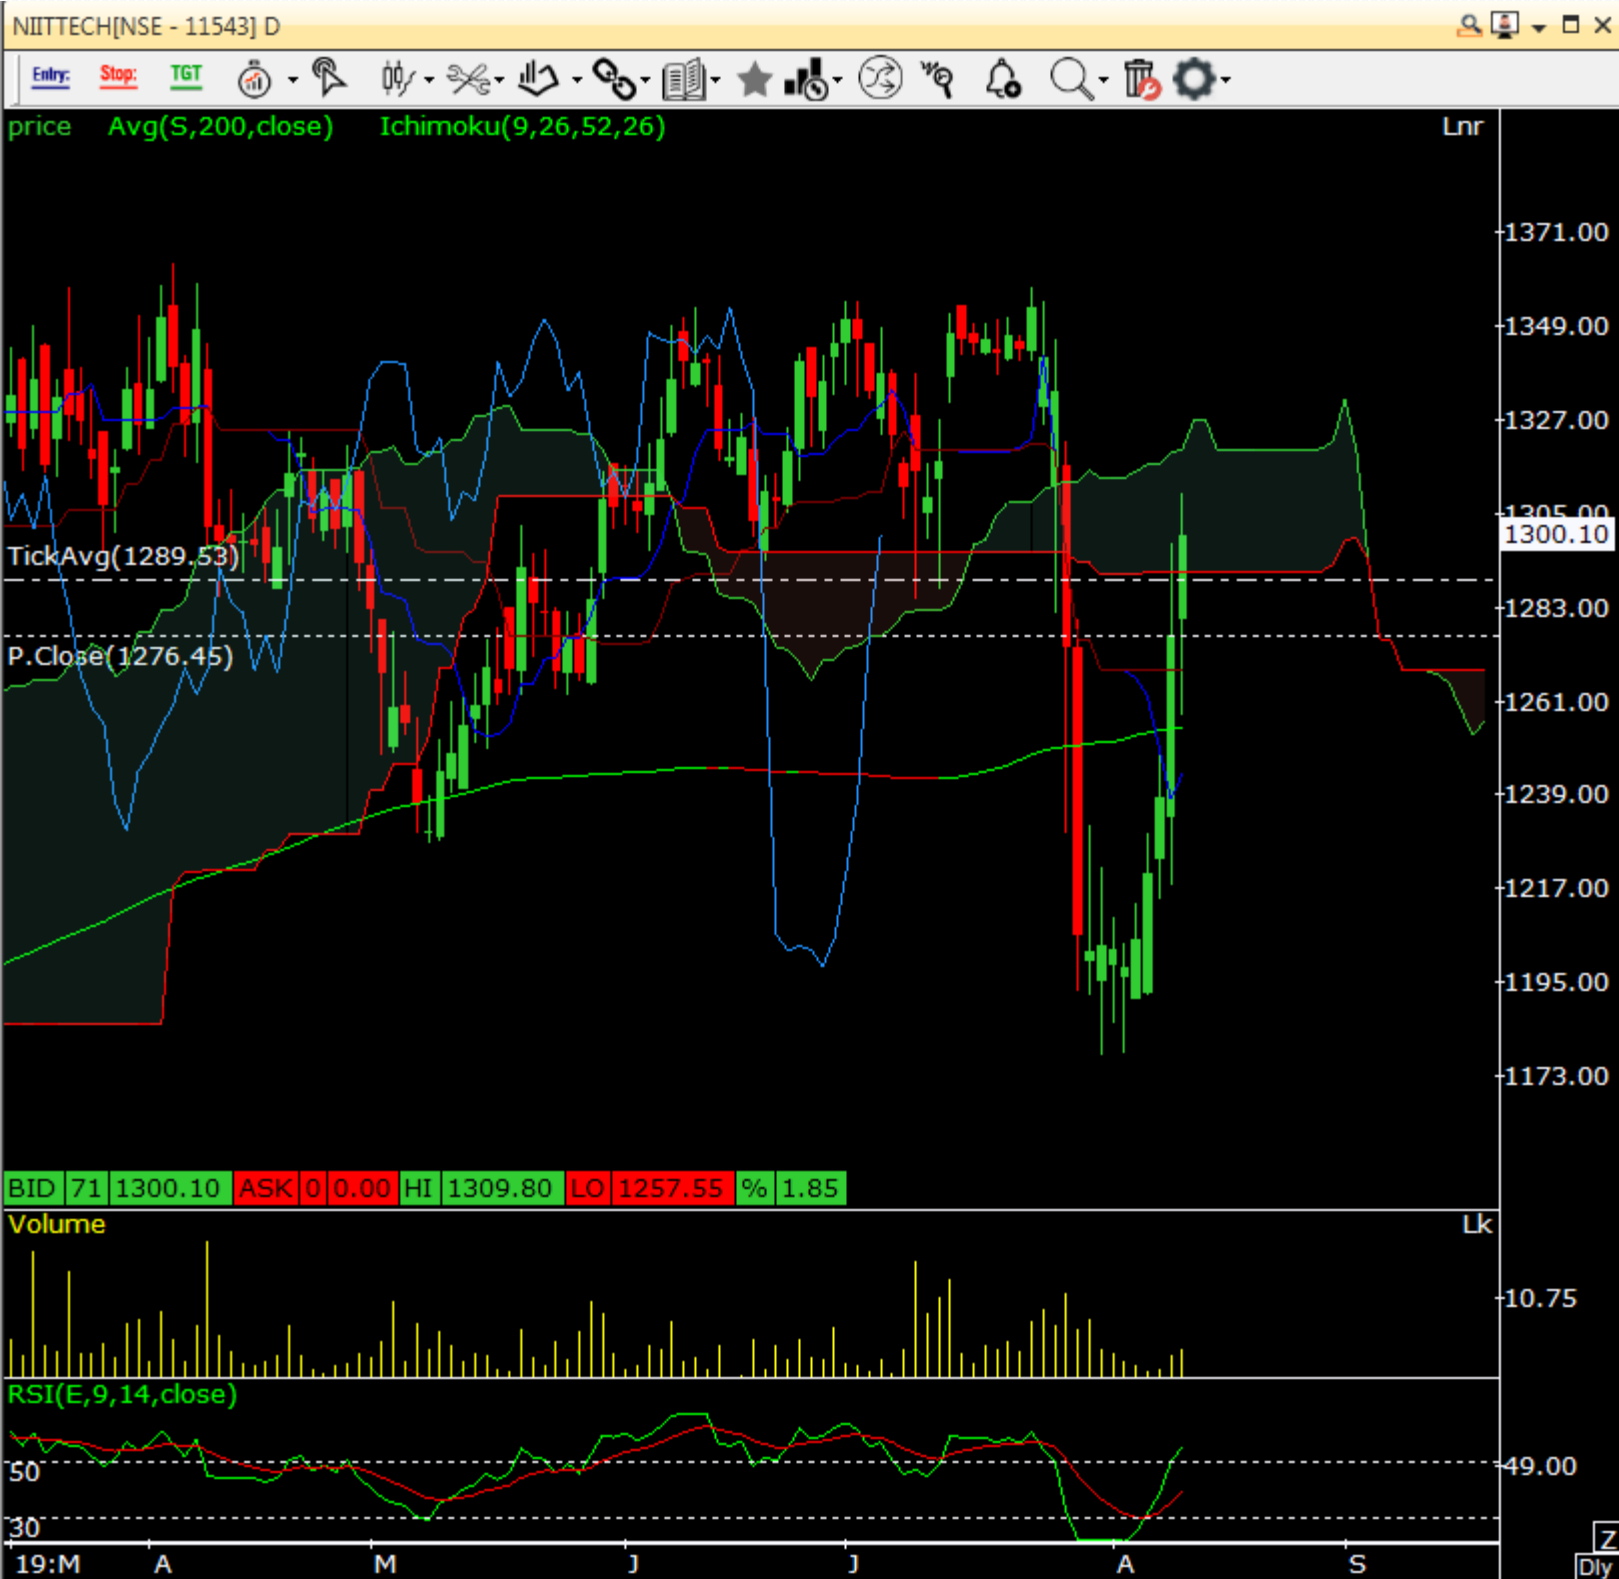 NIITTECH[NSE - 11543] D
Entry: Stop: TGT
price Avg(S,200,close) Ichimoku(9,26,52,26) Lnr
1371.00
1349.00
1327.00
1305.00
1300.10
TickAvg(1289.53)
1283.00
P.Close(1276.45)
1261.00
1239.00
1217.00
1195.00
1173.00
BID 71 1300.10 ASK 0 0.00 HI 1309.80 LO 1257.55 % 1.85
Volume Lk
10.75
RSI(E,9,14,close)
50 49.00
30
Z
19:M A M J J A S Dly